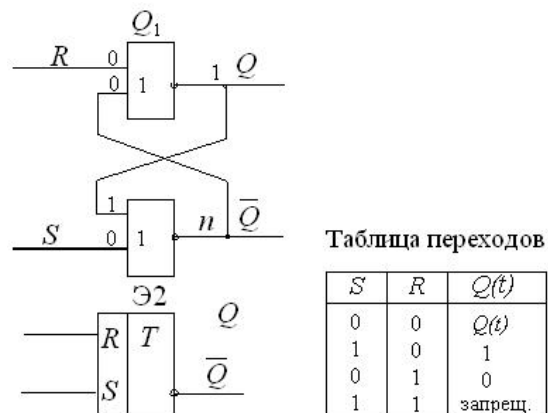 Q₁
R 0
0 1
1 Q
1
S 0 1
n Q̅
Э2
R T Q
S Q̅
Таблица переходов
S R Q(t)
0 0 Q(t)
1 0 1
0 1 0
1 1 запрещ.